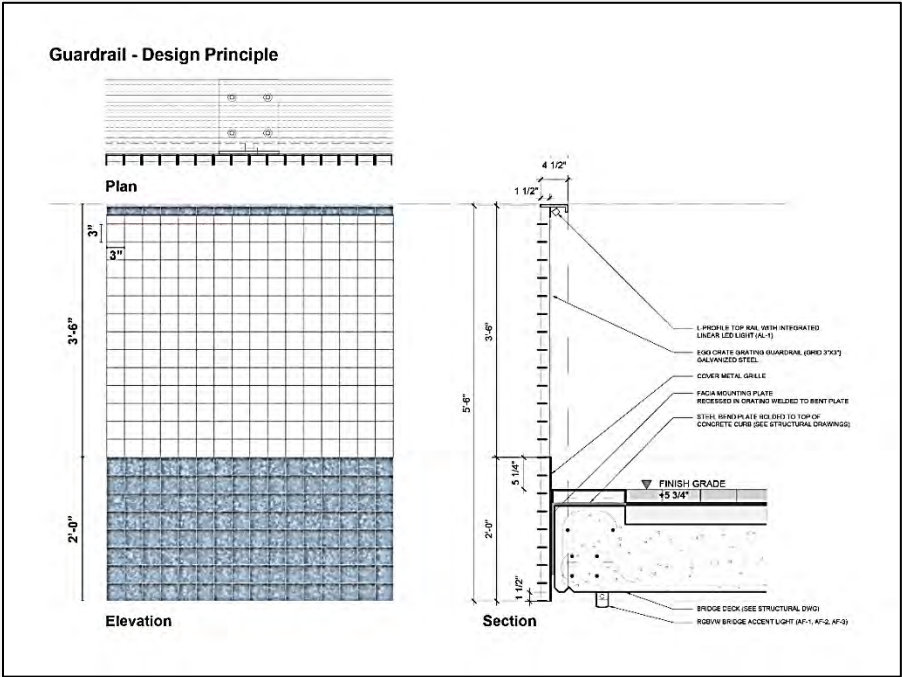 Guardrail - Design Principle
Plan
4 1/2"
1 1/2"
3"
3"
3'-6"
2'-0"
5'-6"
3'-6"
2'-0"
5 1/4"
1 1/2"
L-PROFILE TOP RAIL WITH INTEGRATED
LINEAR LED LIGHT (AL-1)
EGG CRATE GRATING GUARDRAIL (GRID 3"X3")
GALVANIZED STEEL
COVER METAL GRILLE
FACIA MOUNTING PLATE
RECESSED IN GRATING WELDED TO BENT PLATE
STEEL BEND PLATE BOLDED TO TOP OF
CONCRETE CURB (SEE STRUCTURAL DRAWINGS)
FINISH GRADE
+5 3/4"
BRIDGE DECK (SEE STRUCTURAL DWG)
RGBVW BRIDGE ACCENT LIGHT (AF-1, AF-2, AF-3)
Elevation
Section